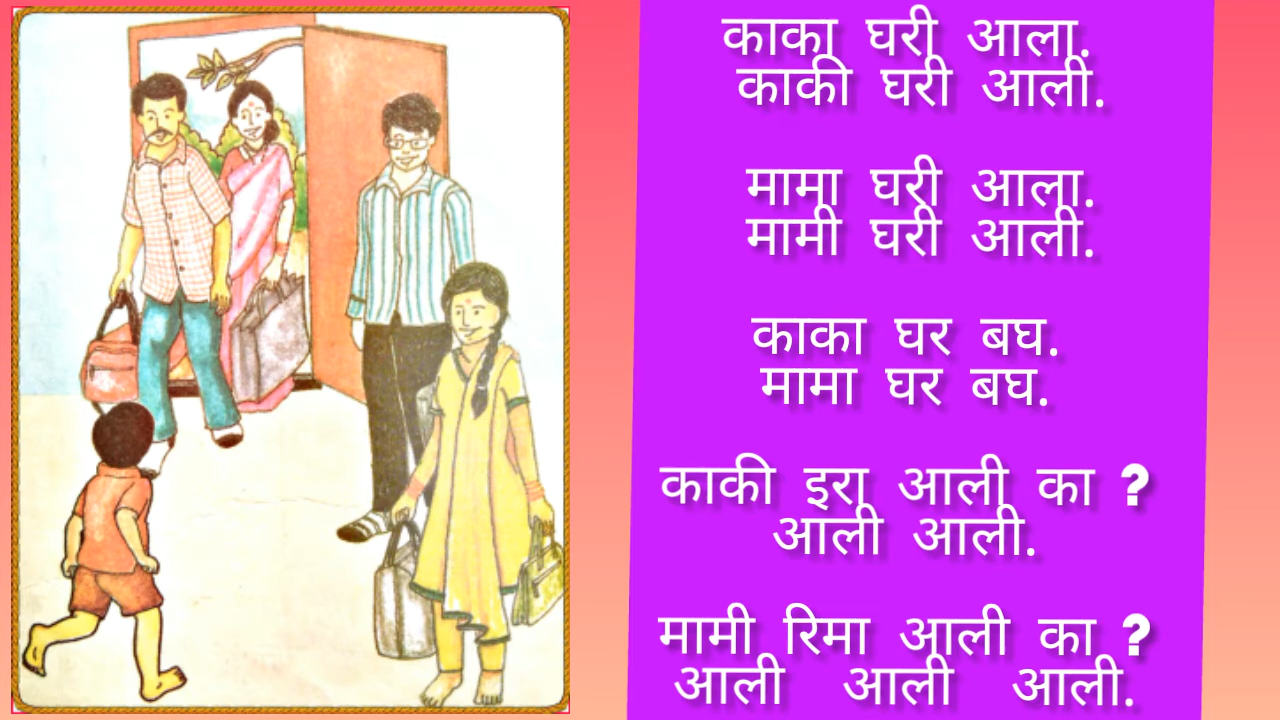 काका घरी आला.
काकी घरी आली.
मामा घरी आला.
मामी घरी आली.
काका घर बघ.
मामा घर बघ.
काकी इरा आली का ?
आली आली.
मामी रिमा आली का ?
आली आली आली.